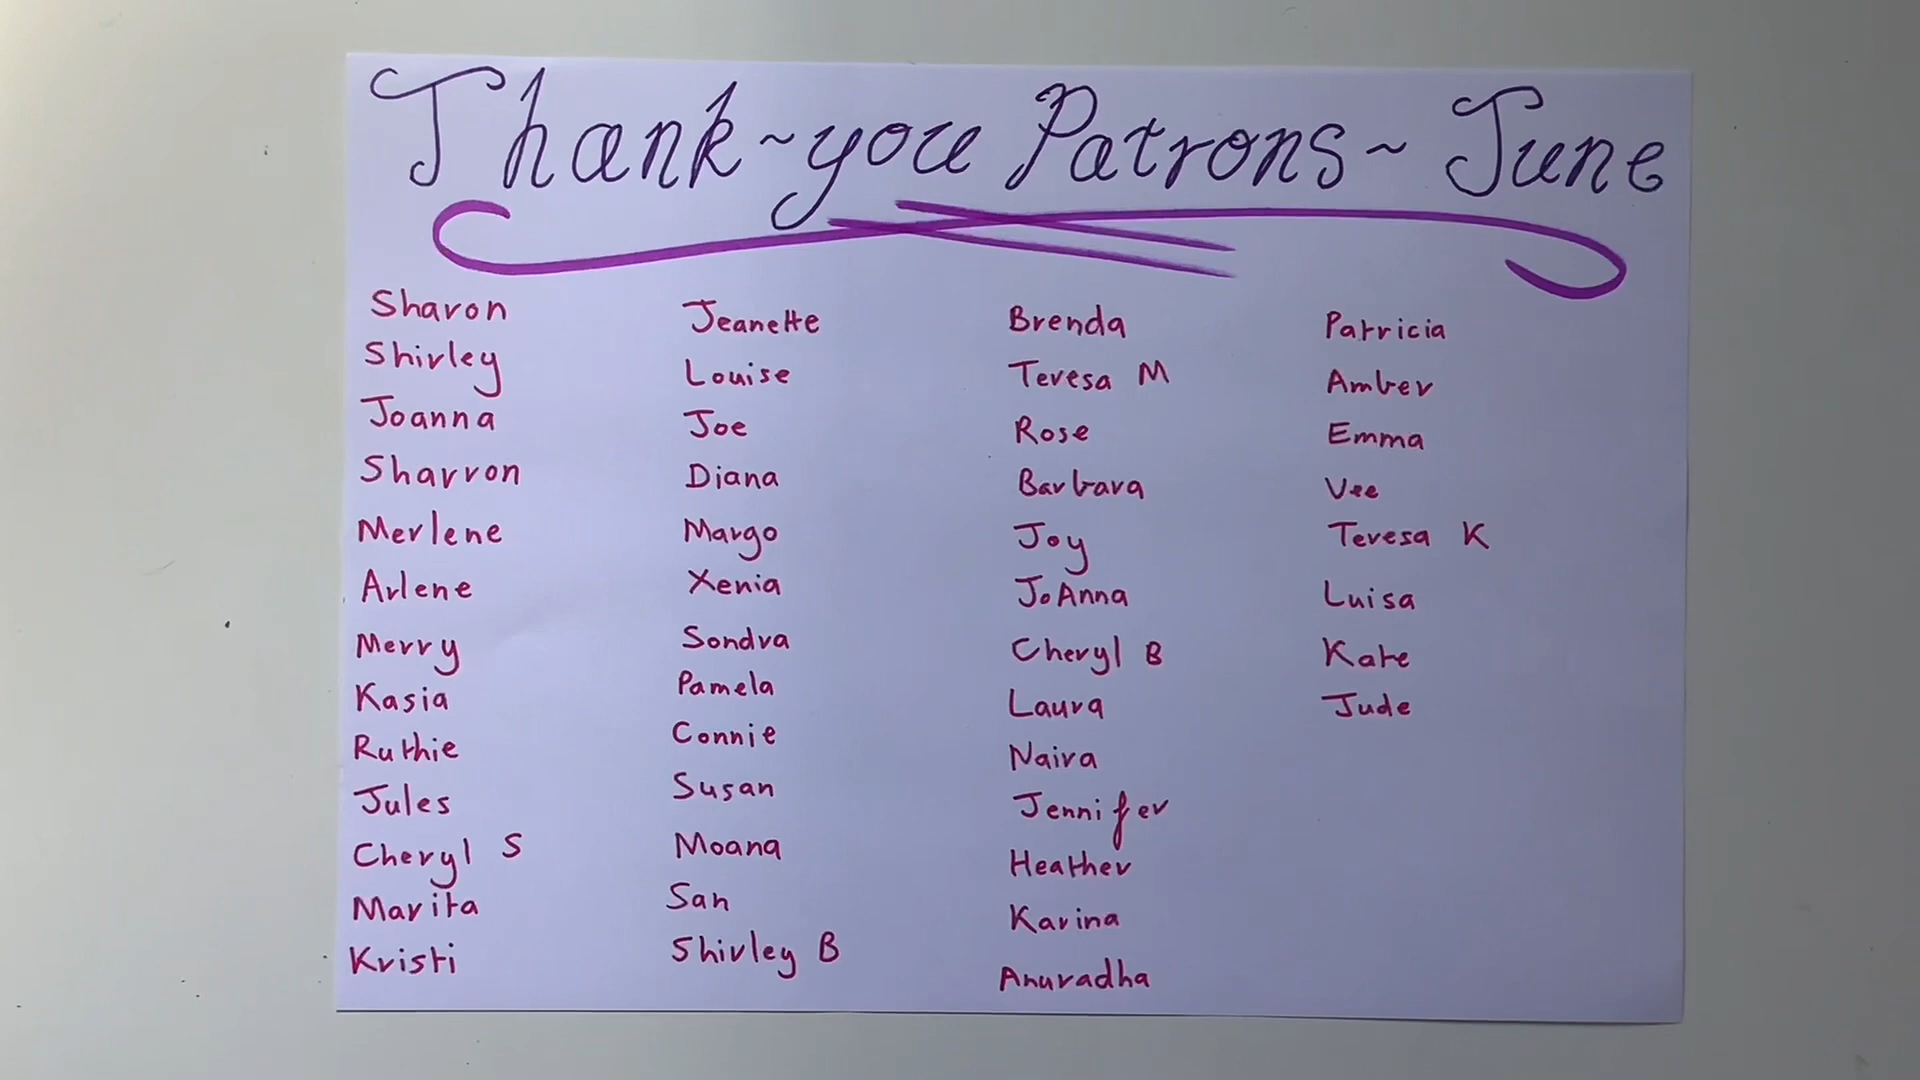 Thank~you Patrons~June
Sharon
Shirley
Joanna
Sharron
Merlene
Arlene
Merry
Kasia
Ruthie
Jules
Cheryl S
Marita
Kristi
Jeanette
Louise
Joe
Diana
Margo
Xenia
Sondra
Pamela
Connie
Susan
Moana
San
Shirley B
Brenda
Teresa M
Rose
Barbara
Joy
JoAnna
Cheryl B
Laura
Naira
Jennifer
Heather
Karina
Anuradha
Patricia
Amber
Emma
Vee
Teresa K
Luisa
Kate
Jude